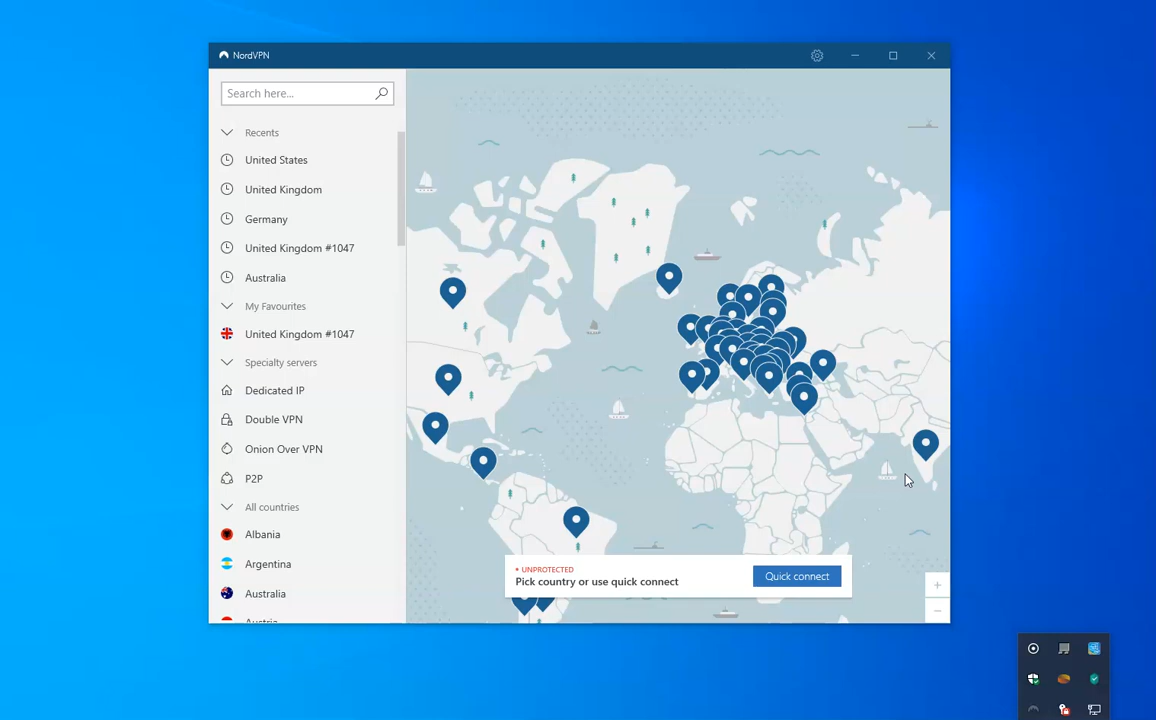 NordVPN
Search here...
Recents
United States
United Kingdom
Germany
United Kingdom #1047
Australia
My Favourites
United Kingdom #1047
Specialty servers
Dedicated IP
Double VPN
Onion Over VPN
P2P
All countries
Albania
Argentina
Australia
Austria
UNPROTECTED
Pick country or use quick connect
Quick connect